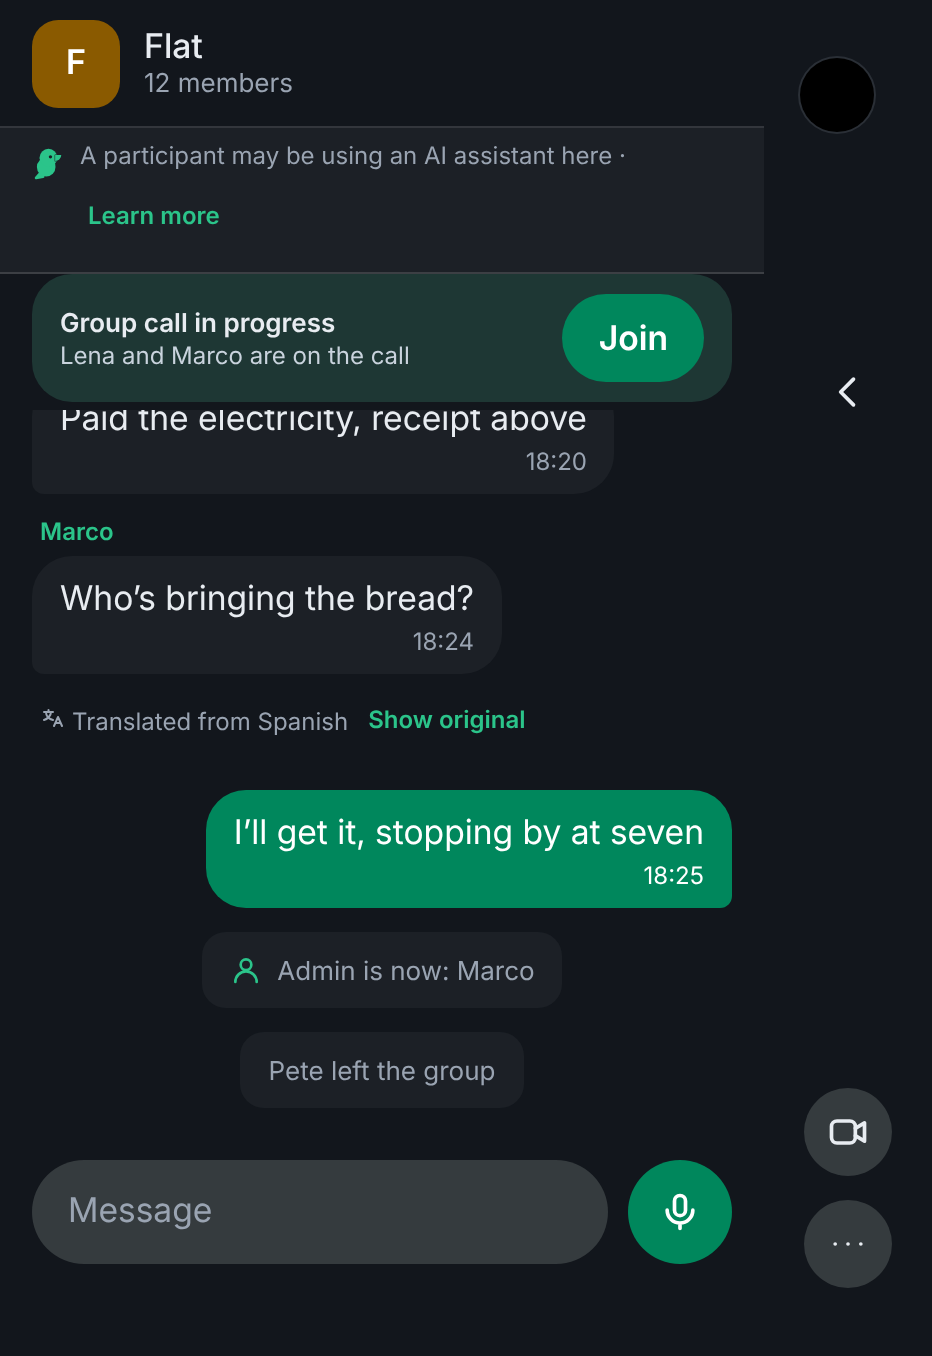 F
Flat
12 members
A participant may be using an AI assistant here ·
Learn more
Group call in progress
Lena and Marco are on the call
Join
Paid the electricity, receipt above
18:20
Marco
Who’s bringing the bread?
18:24
Translated from Spanish Show original
I’ll get it, stopping by at seven
18:25
Admin is now: Marco
Pete left the group
Message